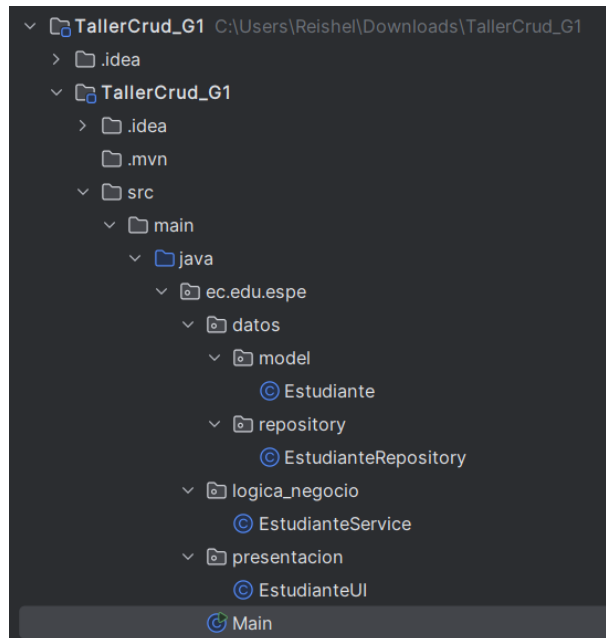 TallerCrud_G1 C:\Users\Reishel\Downloads\TallerCrud_G1
.idea
TallerCrud_G1
.idea
.mvn
src
main
java
ec.edu.espe
datos
model
Estudiante
repository
EstudianteRepository
logica_negocio
EstudianteService
presentacion
EstudianteUI
Main